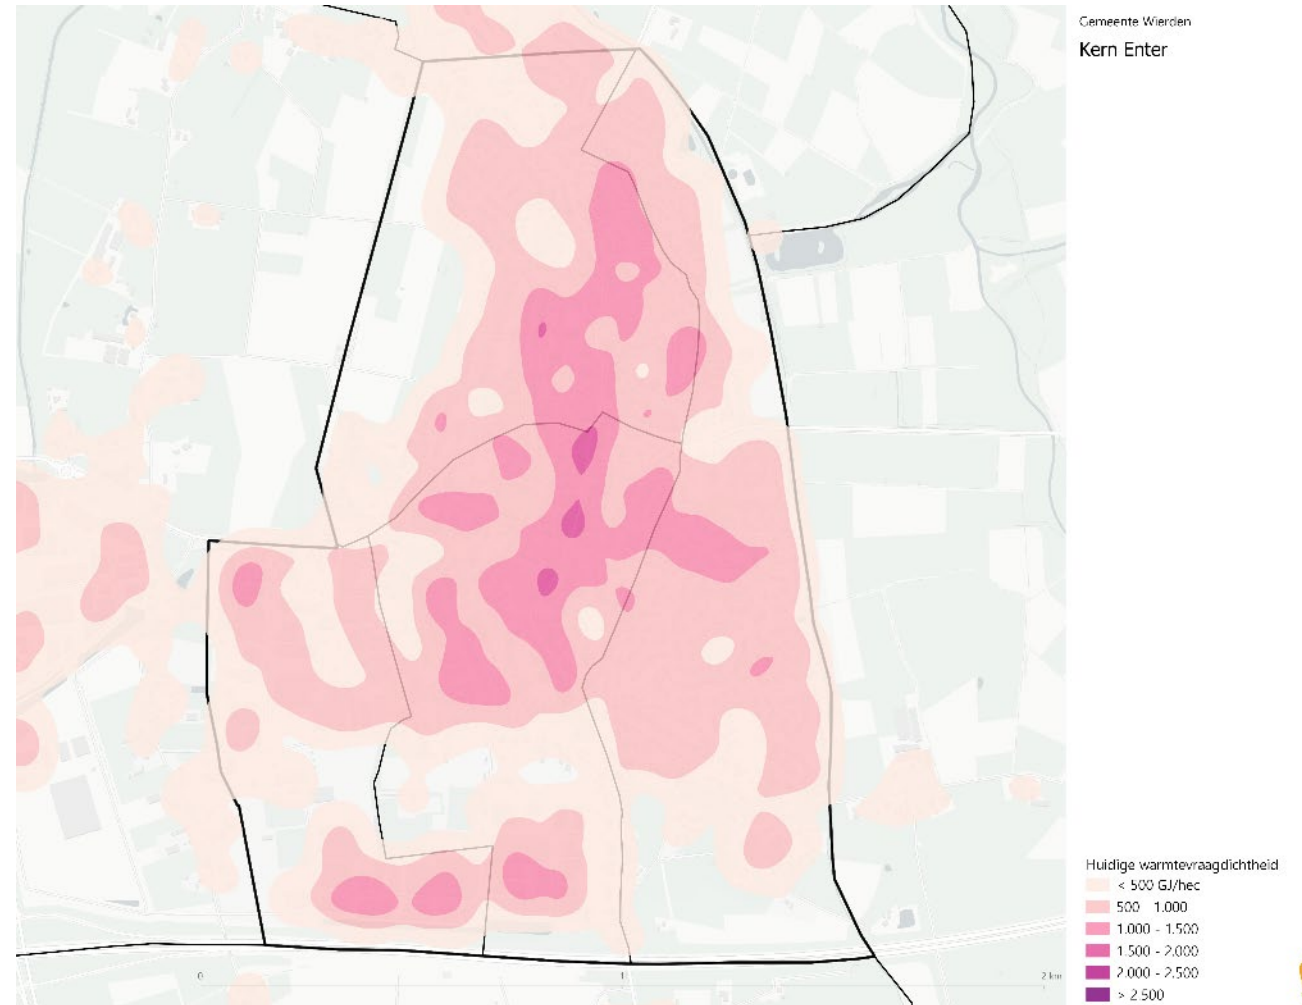 Gemeente Wierden
Kern Enter
Huidige warmtevraagdichtheid
< 500 GJ/hec
500 - 1.000
1.000 - 1.500
1.500 - 2.000
2.000 - 2.500
> 2.500
0 1 2 km